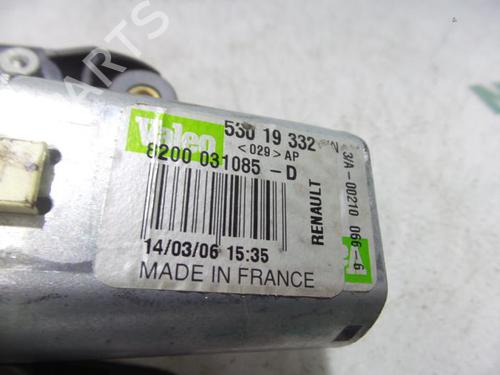 Valeo
530 19 332
<029> AP
8200 031085 - D
14/03/06 15:35
MADE IN FRANCE
RENAULT
3/A - 00210 066 - 6